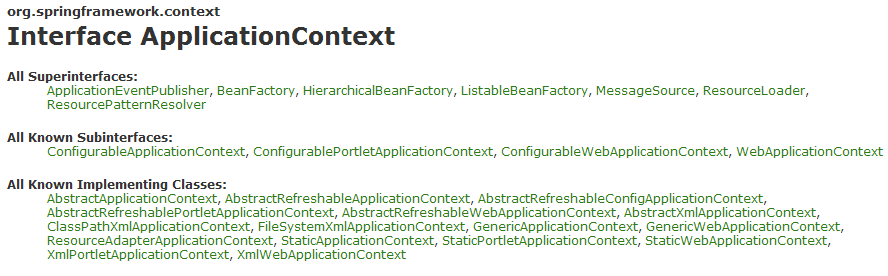 org.springframework.context
Interface ApplicationContext
All Superinterfaces:
ApplicationEventPublisher, BeanFactory, HierarchicalBeanFactory, ListableBeanFactory, MessageSource, ResourceLoader,
ResourcePatternResolver
All Known Subinterfaces:
ConfigurableApplicationContext, ConfigurablePortletApplicationContext, ConfigurableWebApplicationContext, WebApplicationContext
All Known Implementing Classes:
AbstractApplicationContext, AbstractRefreshableApplicationContext, AbstractRefreshableConfigApplicationContext,
AbstractRefreshablePortletApplicationContext, AbstractRefreshableWebApplicationContext, AbstractXmlApplicationContext,
ClassPathXmlApplicationContext, FileSystemXmlApplicationContext, GenericApplicationContext, GenericWebApplicationContext,
ResourceAdapterApplicationContext, StaticApplicationContext, StaticPortletApplicationContext, StaticWebApplicationContext,
XmlPortletApplicationContext, XmlWebApplicationContext